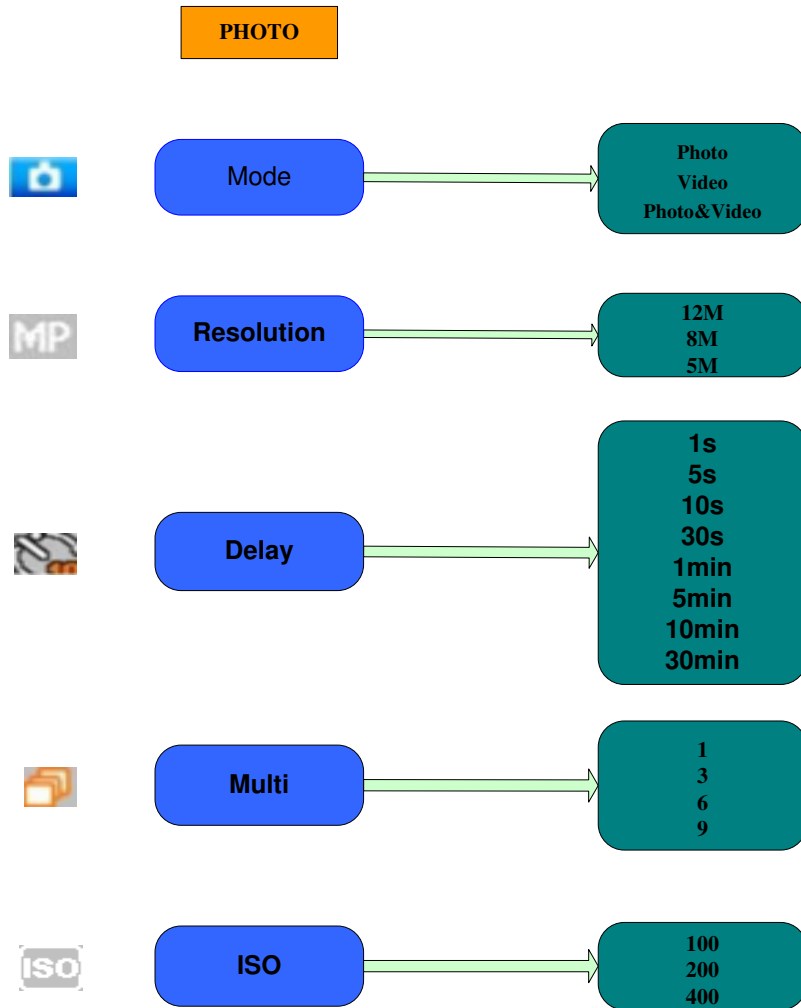 PHOTO
Mode
Photo
Video
Photo&Video
MP
Resolution
12M
8M
5M
Delay
1s
5s
10s
30s
1min
5min
10min
30min
Multi
1
3
6
9
ISO
ISO
100
200
400